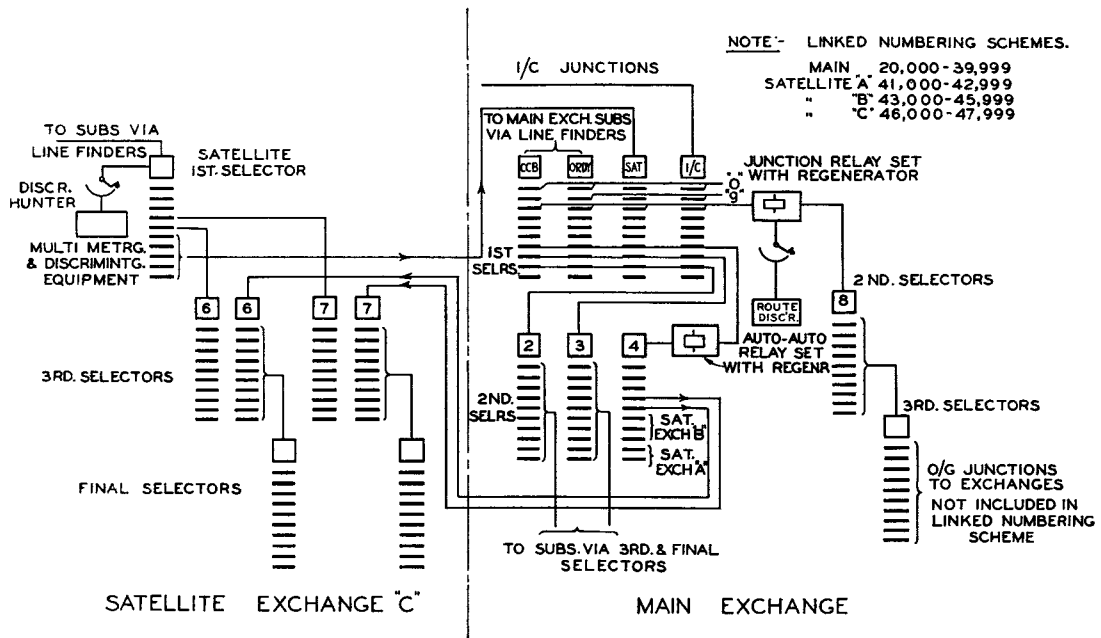 NOTE:- LINKED NUMBERING SCHEMES.
MAIN 20,000-39,999
SATELLITE "A" 41,000-42,999
" "B" 43,000-45,999
" "C" 46,000-47,999
I/C JUNCTIONS
TO MAIN EXCH. SUBS
VIA LINE FINDERS
CCB ORDY SAT I/C
TO SUBS VIA
LINE FINDERS
SATELLITE
1ST. SELECTOR
DISCR.
HUNTER
MULTI METRG.
& DISCRIMINTG.
EQUIPMENT
"0"
"9"
JUNCTION RELAY SET
WITH REGENERATOR
1ST
SELRS
ROUTE
DISC'R.
2ND. SELECTORS
8
6 6 7 7
3RD. SELECTORS
FINAL SELECTORS
2 3 4
AUTO-AUTO
RELAY SET
WITH REGENR
2ND.
SELRS
SAT.
EXCH "B"
SAT.
EXCH "A"
3RD. SELECTORS
O/G JUNCTIONS
TO EXCHANGES
NOT INCLUDED IN
LINKED NUMBERING
SCHEME
TO SUBS. VIA 3RD. & FINAL
SELECTORS
SATELLITE EXCHANGE "C"
MAIN EXCHANGE